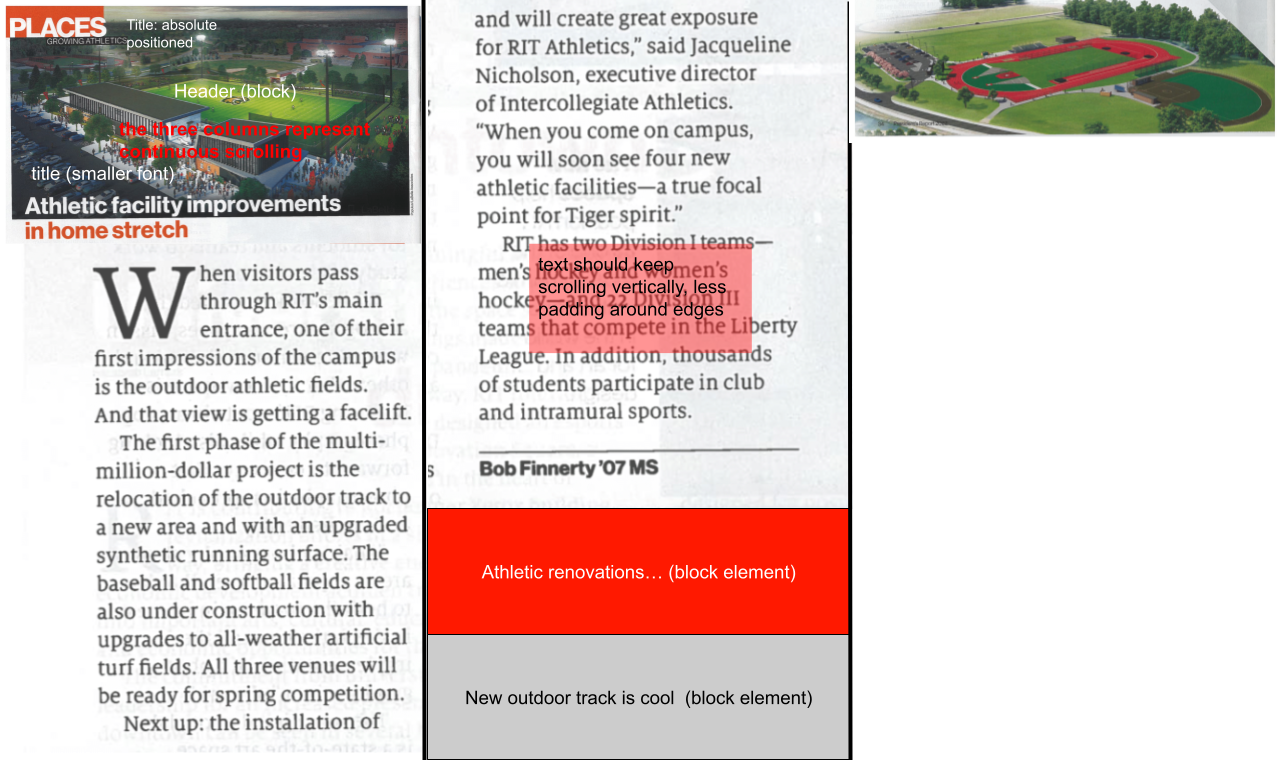 PLACES
GROWING ATHLETICS
Title: absolute
positioned
Header (block)
the three columns represent
continuous scrolling
title (smaller font)
Athletic facility improvements
in home stretch
When visitors pass
through RIT’s main
entrance, one of their
first impressions of the campus
is the outdoor athletic fields.
And that view is getting a facelift.
The first phase of the multi-
million-dollar project is the
relocation of the outdoor track to
a new area and with an upgraded
synthetic running surface. The
baseball and softball fields are
also under construction with
upgrades to all-weather artificial
turf fields. All three venues will
be ready for spring competition.
Next up: the installation of
and will create great exposure
for RIT Athletics,” said Jacqueline
Nicholson, executive director
of Intercollegiate Athletics.
“When you come on campus,
you will soon see four new
athletic facilities—a true focal
point for Tiger spirit.”
RIT has two Division I teams—
men’s hockey and women’s
hockey—and 22 Division III
teams that compete in the Liberty
League. In addition, thousands
of students participate in club
and intramural sports.
text should keep
scrolling vertically, less
padding around edges
Bob Finnerty ’07 MS
Athletic renovations… (block element)
New outdoor track is cool (block element)